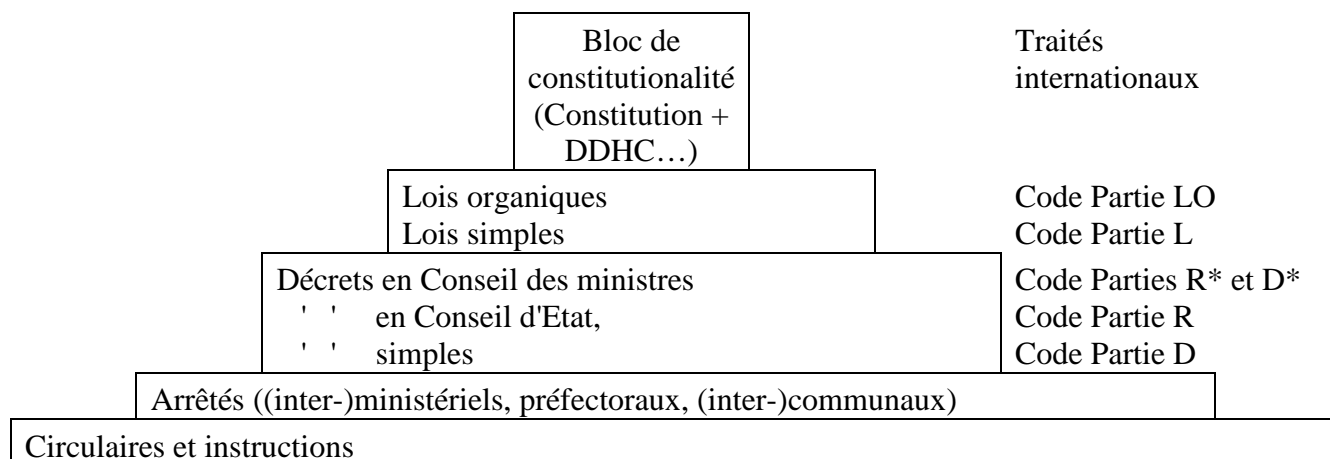 Bloc de
constitutionalité
(Constitution +
DDHC…)
Traités
internationaux
Lois organiques
Code Partie LO
Lois simples
Code Partie L
Décrets en Conseil des ministres
Code Parties R* et D*
' ' en Conseil d'Etat,
Code Partie R
' ' simples
Code Partie D
Arrêtés ((inter-)ministériels, préfectoraux, (inter-)communaux)
Circulaires et instructions